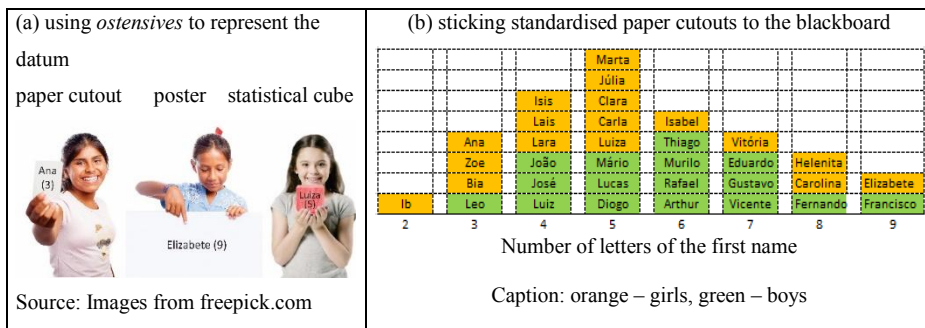 (a) using ostensives to represent the
datum
paper cutout poster statistical cube
Ana
(3)
Elizabete (9)
Luiza
(5)
Source: Images from freepick.com
(b) sticking standardised paper cutouts to the blackboard
Marta
Júlia
Isis Clara
Lais Carla Isabel
Ana Lara Luiza Thiago Vitória
Zoe João Mário Murilo Eduardo Helenita
Bia José Lucas Rafael Gustavo Carolina Elizabete
Ib Leo Luiz Diogo Arthur Vicente Fernando Francisco
2 3 4 5 6 7 8 9
Number of letters of the first name
Caption: orange – girls, green – boys